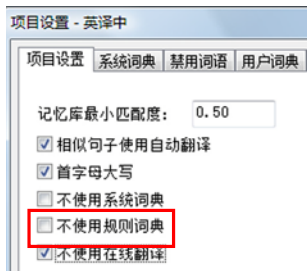 项目设置 - 英译中
项目设置 系统词典 禁用词语 用户词典
记忆库最小匹配度: 0.50
相似句子使用自动翻译
首字母大写
不使用系统词典
不使用规则词典
不使用在线翻译